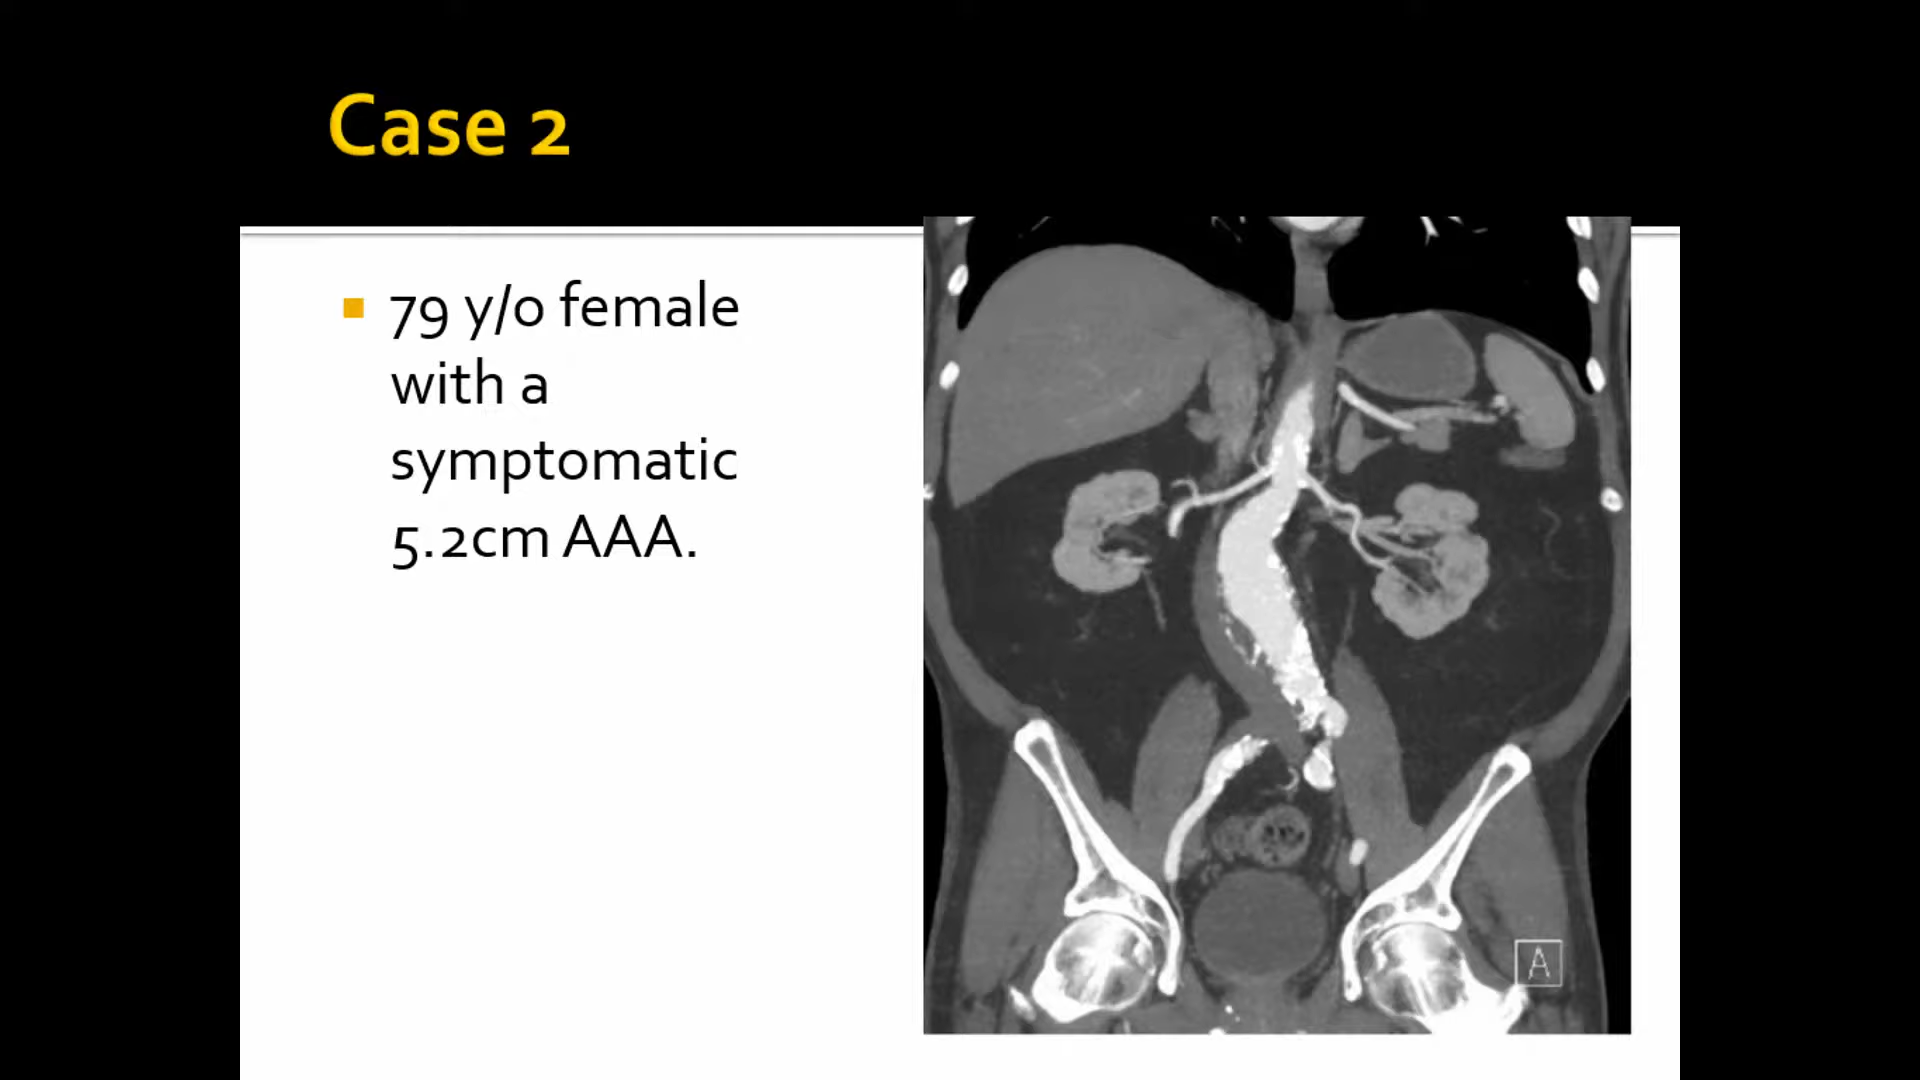 Case 2
79 y/o female
with a
symptomatic
5.2cm AAA.
A